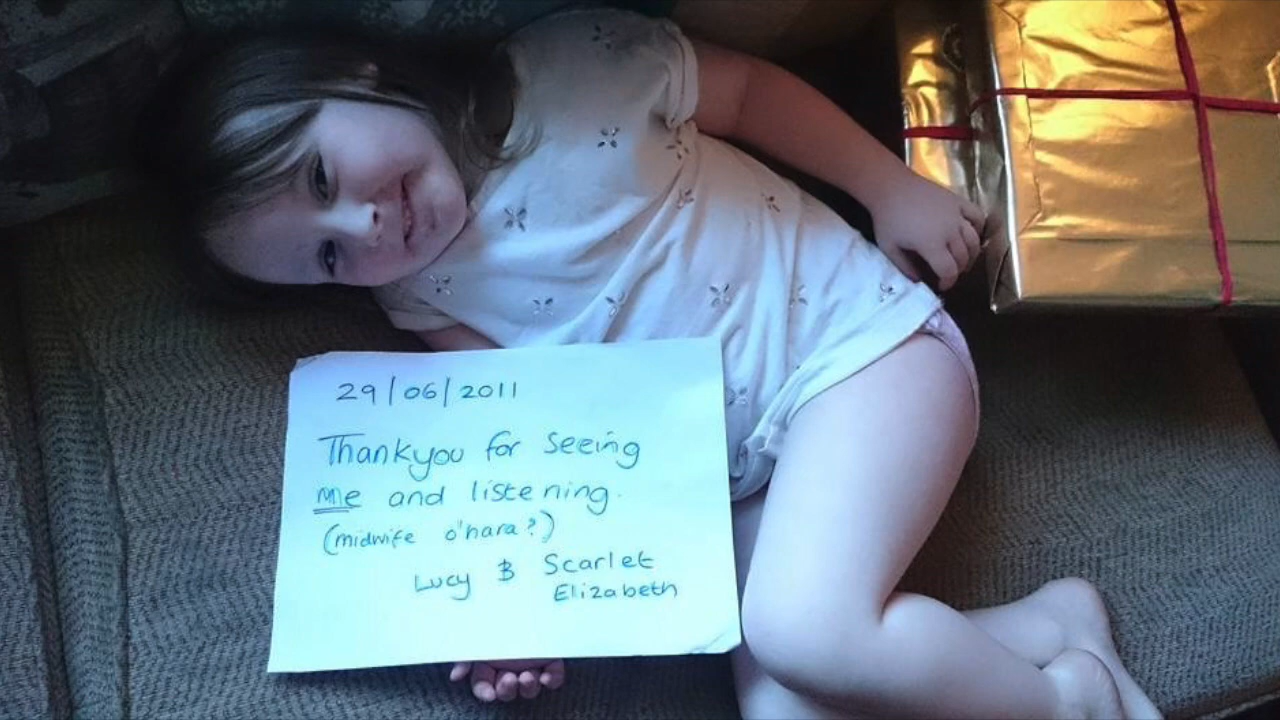 29/06/2011
Thankyou for seeing
me and listening.
(midwife o'hara?)
Lucy & Scarlet
Elizabeth